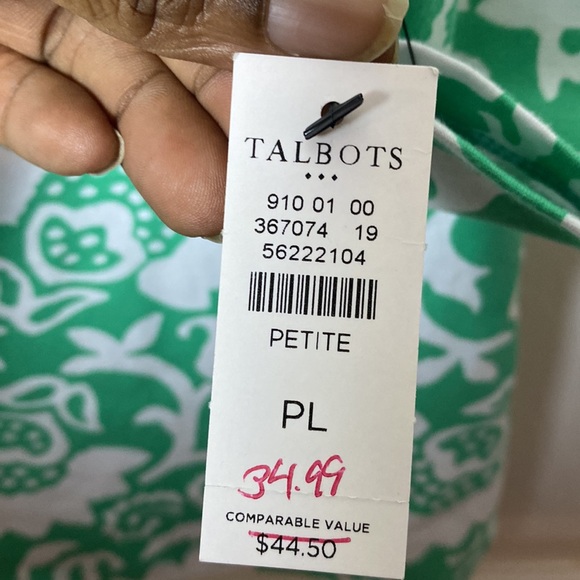 TALBOTS
910 01 00
367074 19
56222104
PETITE
PL
34.99
COMPARABLE VALUE
$44.50